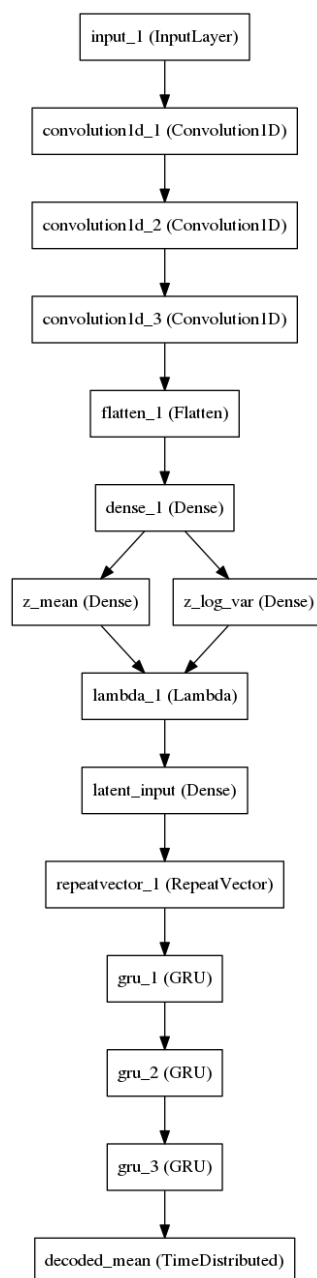 input_1 (InputLayer)
convolution1d_1 (Convolution1D)
convolution1d_2 (Convolution1D)
convolution1d_3 (Convolution1D)
flatten_1 (Flatten)
dense_1 (Dense)
z_mean (Dense)
z_log_var (Dense)
lambda_1 (Lambda)
latent_input (Dense)
repeatvector_1 (RepeatVector)
gru_1 (GRU)
gru_2 (GRU)
gru_3 (GRU)
decoded_mean (TimeDistributed)